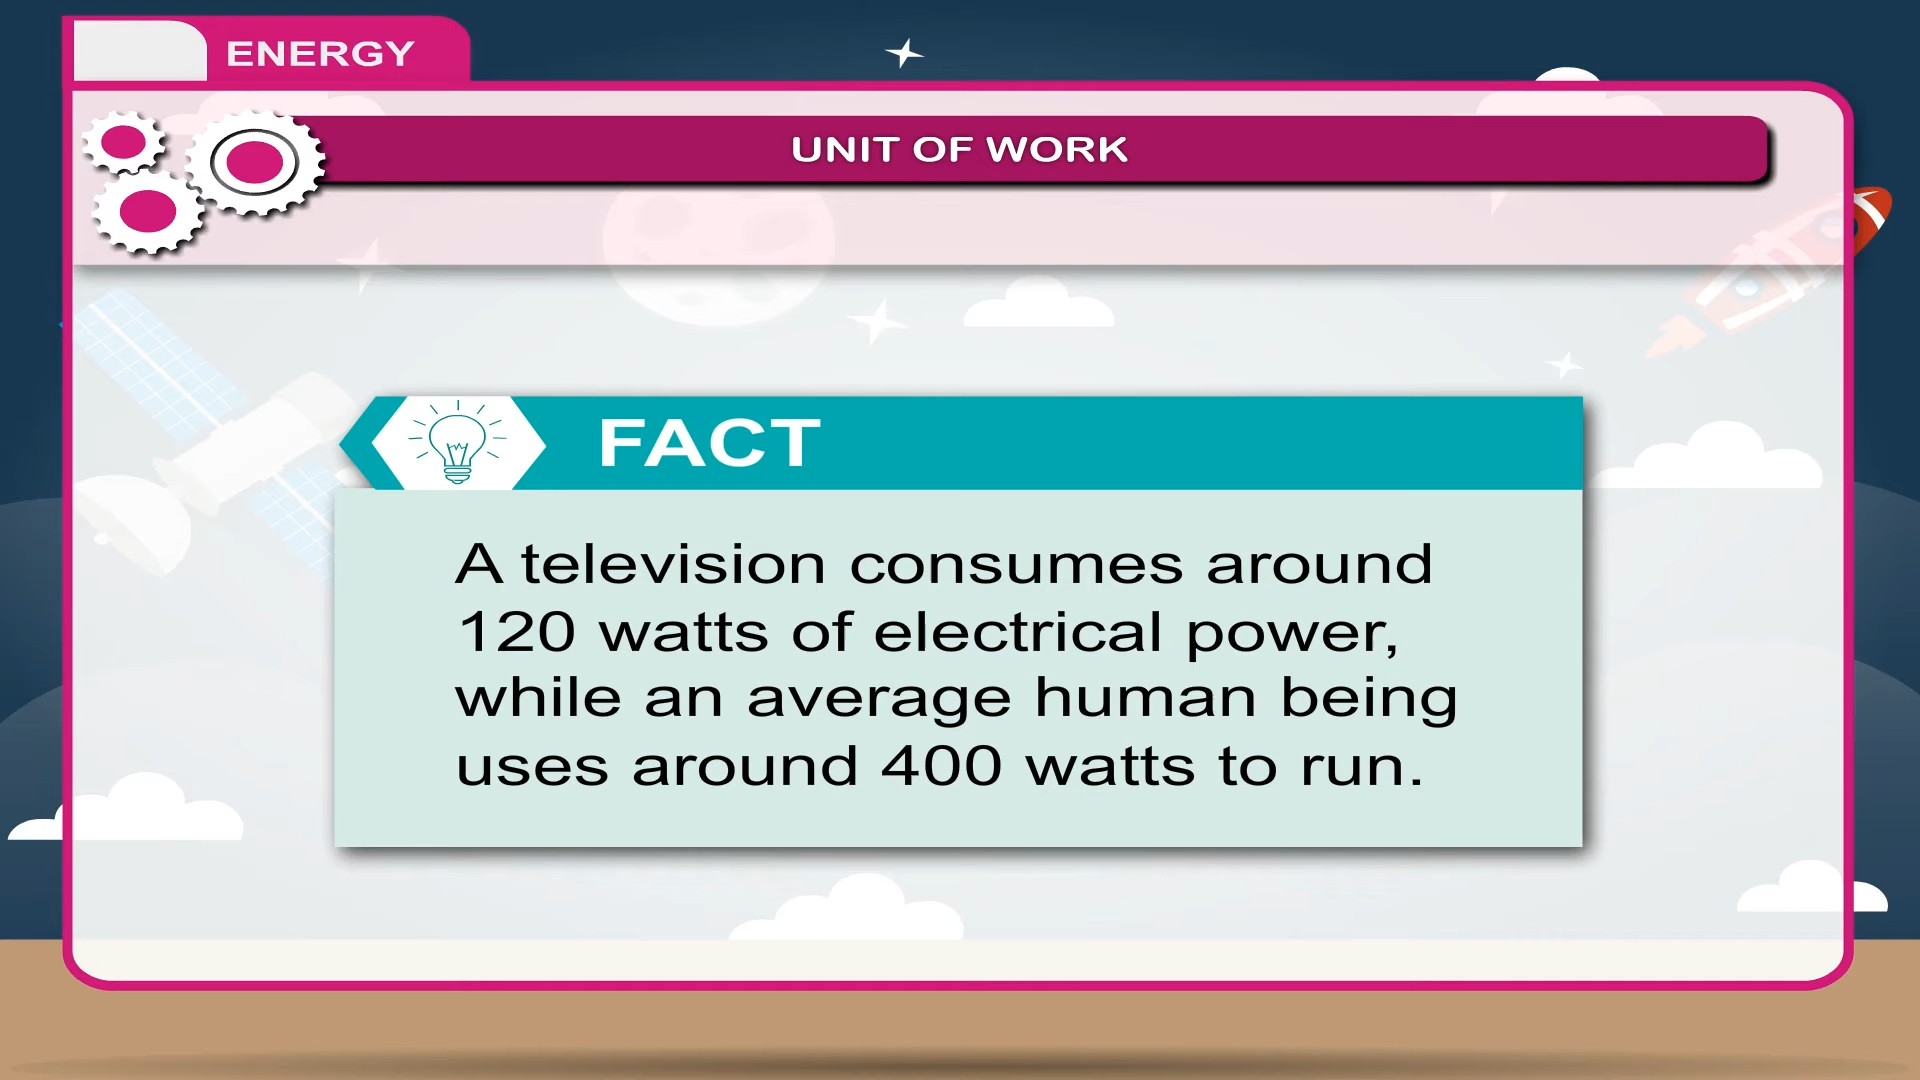 ENERGY
UNIT OF WORK
FACT
A television consumes around
120 watts of electrical power,
while an average human being
uses around 400 watts to run.